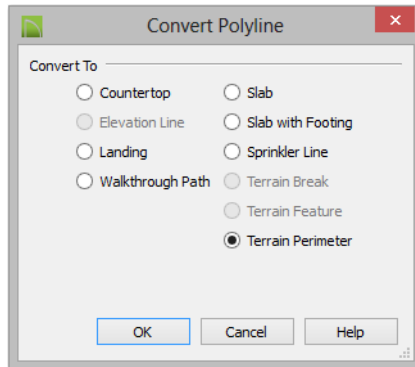 Convert Polyline
Convert To
Countertop
Elevation Line
Landing
Walkthrough Path
Slab
Slab with Footing
Sprinkler Line
Terrain Break
Terrain Feature
Terrain Perimeter
OK
Cancel
Help